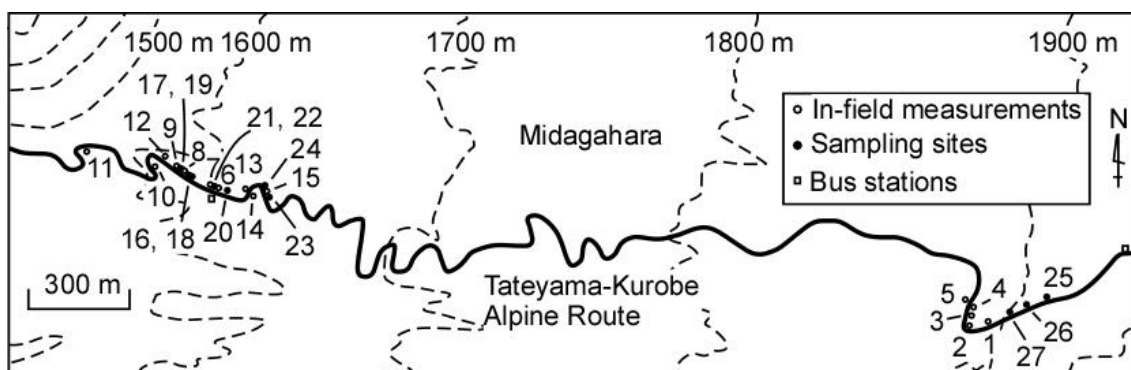 1500 m 1600 m 1700 m 1800 m 1900 m
17, 19
12 9 8 21, 22
7 6 13 24
11 15
10
16, 18 20 14 23
Midagahara
In-field measurements
Sampling sites
Bus stations
N
300 m
Tateyama-Kurobe
Alpine Route
5 4 25
3
2 1 27 26